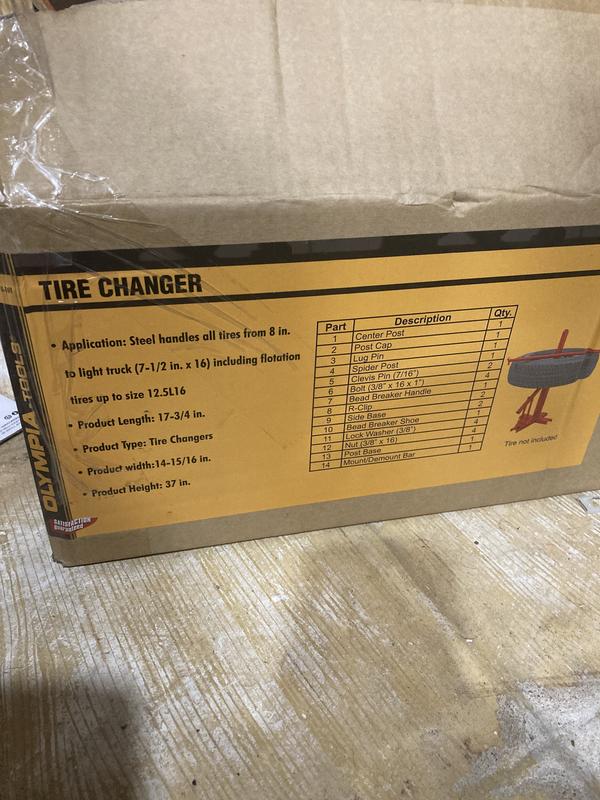 TIRE CHANGER
• Application: Steel handles all tires from 8 in.
to light truck (7-1/2 in. x 16) including flotation
tires up to size 12.5L16
• Product Length: 17-3/4 in.
• Product Type: Tire Changers
• Product width:14-15/16 in.
• Product Height: 37 in.
Part Description Qty.
1 Center Post 1
2 Post Cap 1
3 Lug Pin 1
4 Spider Post 1
5 Clevis Pin (7/16") 2
6 Bolt (3/8" x 16 x 1") 4
7 Bead Breaker Handle 1
8 R-Clip 2
9 Side Base 2
10 Bead Breaker Shoe 1
11 Lock Washer (3/8") 4
12 Nut (3/8" x 16) 4
13 Post Base 1
14 Mount/Demount Bar 1
Tire not included
OLYMPIA TOOLS
SATISFACTION
Guaranteed